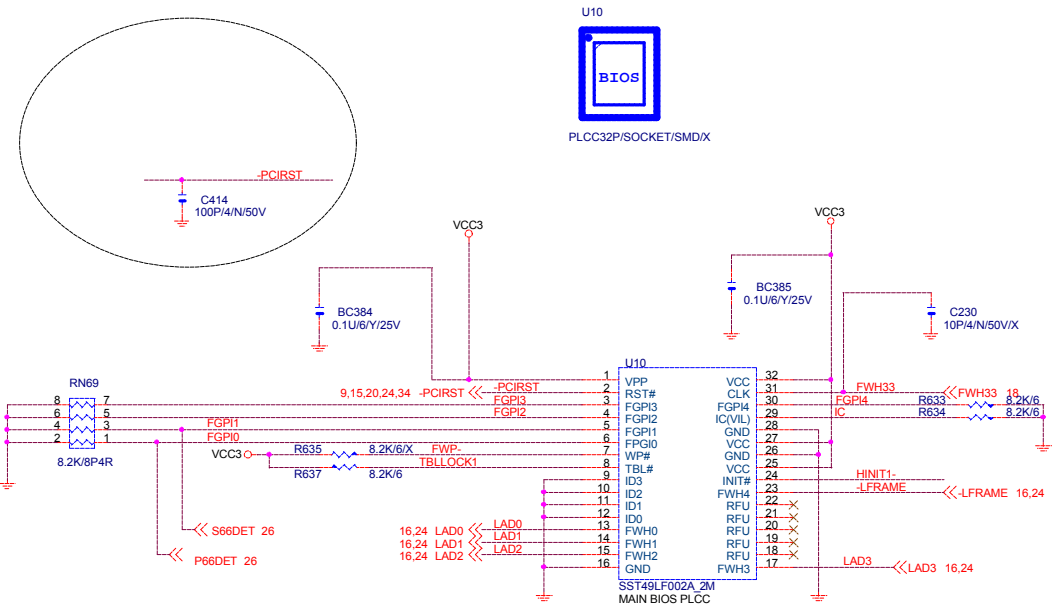 U10
BIOS
PLCC32P/SOCKET/SMD/X
-PCIRST
C414
100P/4/N/50V
VCC3
VCC3
BC384
0.1U/6/Y/25V
BC385
0.1U/6/Y/25V
C230
10P/4/N/50V/X
U10
RN69
8 7
6 5
4 3
2 1
8.2K/8P4R
9,15,20,24,34 -PCIRST -PCIRST
FGPI3
FGPI2
FGPI1
FGPI0
VCC3 R635 8.2K/6/X FWP-
R637 8.2K/6 TBLLOCK1
S66DET 26
P66DET 26
16,24 LAD0 LAD0
16,24 LAD1 LAD1
16,24 LAD2 LAD2
1 VPP VCC 32
2 RST# CLK 31
3 FGPI3 FGPI4 30
4 FGPI2 IC(VIL) 29
5 FGPI1 GND 28
6 FPGI0 VCC 27
7 WP# GND 26
8 TBL# VCC 25
9 ID3 INIT# 24
10 ID2 FWH4 23
11 ID1 RFU 22
12 ID0 RFU 21
13 FWH0 RFU 20
14 FWH1 RFU 19
15 FWH2 RFU 18
16 GND FWH3 17
FWH33 FWH33 18
FGPI4 R633 8.2K/6
IC R634 8.2K/6
HINIT1-
-LFRAME -LFRAME 16,24
LAD3 LAD3 16,24
SST49LF002A_2M
MAIN BIOS PLCC